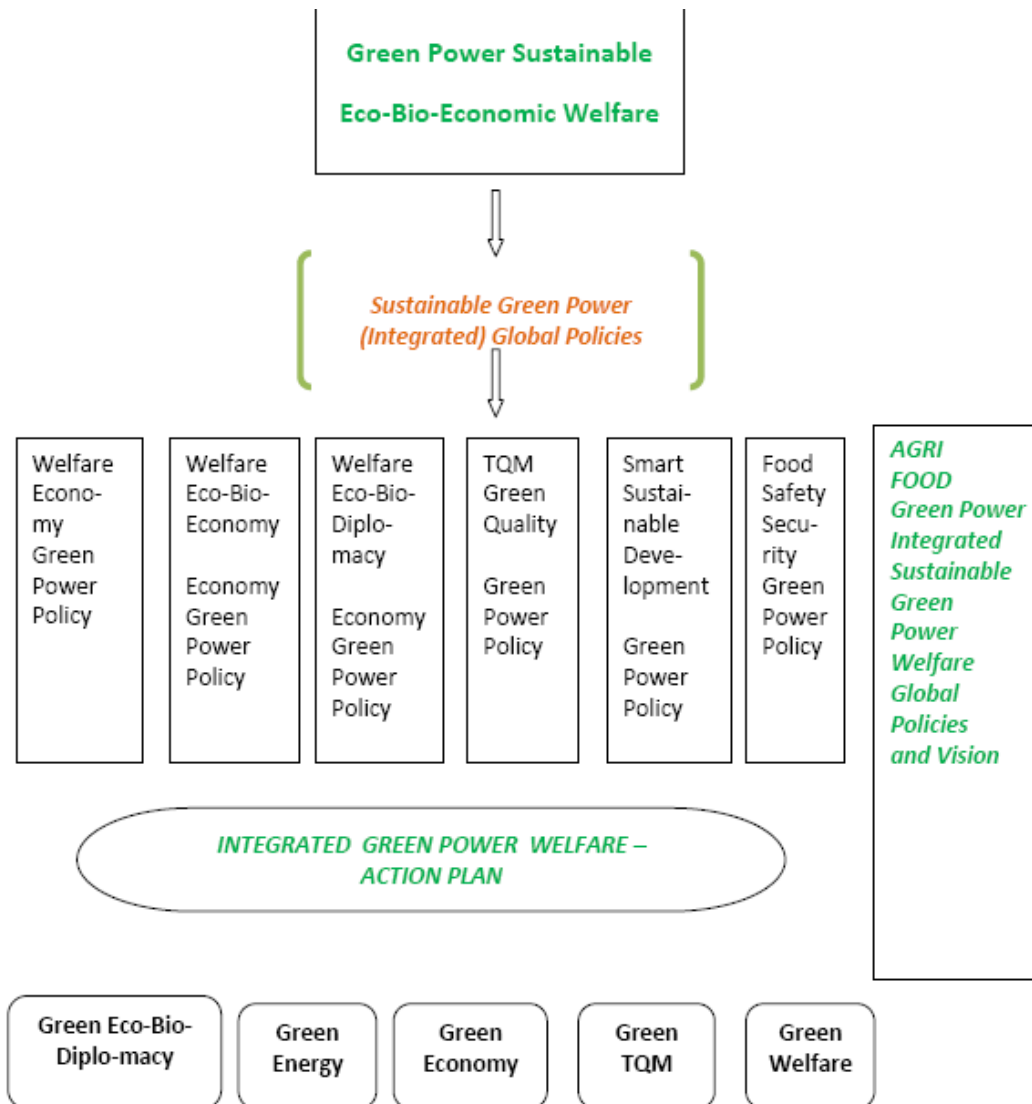 Green Power Sustainable
Eco-Bio-Economic Welfare
Sustainable Green Power
(Integrated) Global Policies
Welfare
Econo-
my
Green
Power
Policy
Welfare
Eco-Bio-
Economy
Economy
Green
Power
Policy
Welfare
Eco-Bio-
Diplo-
macy
Economy
Green
Power
Policy
TQM
Green
Quality
Green
Power
Policy
Smart
Sustai-
nable
Deve-
lopment
Green
Power
Policy
Food
Safety
Secu-
rity
Green
Power
Policy
AGRI
FOOD
Green Power
Integrated
Sustainable
Green
Power
Welfare
Global
Policies
and Vision
INTEGRATED GREEN POWER WELFARE –
ACTION PLAN
Green Eco-Bio-
Diplo-macy
Green
Energy
Green
Economy
Green
TQM
Green
Welfare